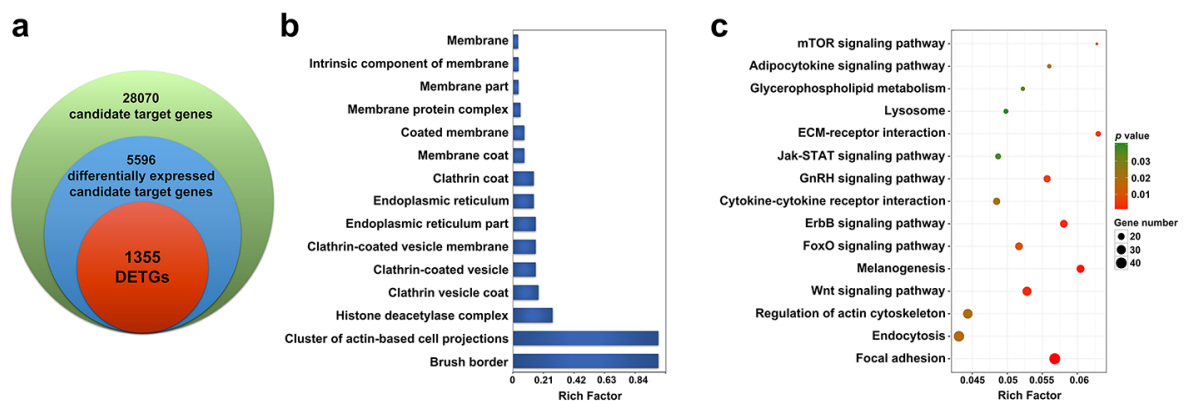 a
28070
candidate target genes
5596
differentially expressed
candidate target genes
1355
DETGs
b
Membrane
Intrinsic component of membrane
Membrane part
Membrane protein complex
Coated membrane
Membrane coat
Clathrin coat
Endoplasmic reticulum
Endoplasmic reticulum part
Clathrin-coated vesicle membrane
Clathrin-coated vesicle
Clathrin vesicle coat
Histone deacetylase complex
Cluster of actin-based cell projections
Brush border
0 0.21 0.42 0.63 0.84
Rich Factor
c
mTOR signaling pathway
Adipocytokine signaling pathway
Glycerophospholipid metabolism
Lysosome
ECM-receptor interaction
Jak-STAT signaling pathway
GnRH signaling pathway
Cytokine-cytokine receptor interaction
ErbB signaling pathway
FoxO signaling pathway
Melanogenesis
Wnt signaling pathway
Regulation of actin cytoskeleton
Endocytosis
Focal adhesion
0.045 0.05 0.055 0.06
Rich Factor
p value
0.03
0.02
0.01
Gene number
20
30
40